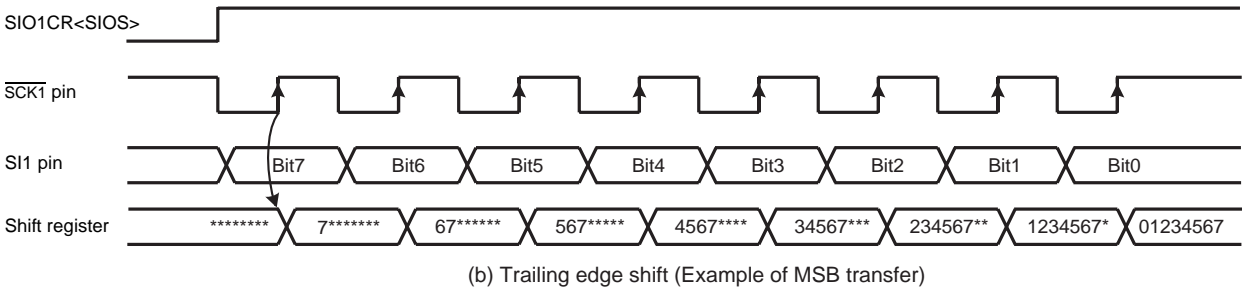 SIO1CR<SIOS>
SCK1 pin
SI1 pin Bit7 Bit6 Bit5 Bit4 Bit3 Bit2 Bit1 Bit0
Shift register ******** 7******* 67****** 567***** 4567**** 34567*** 234567** 1234567* 01234567
(b) Trailing edge shift (Example of MSB transfer)